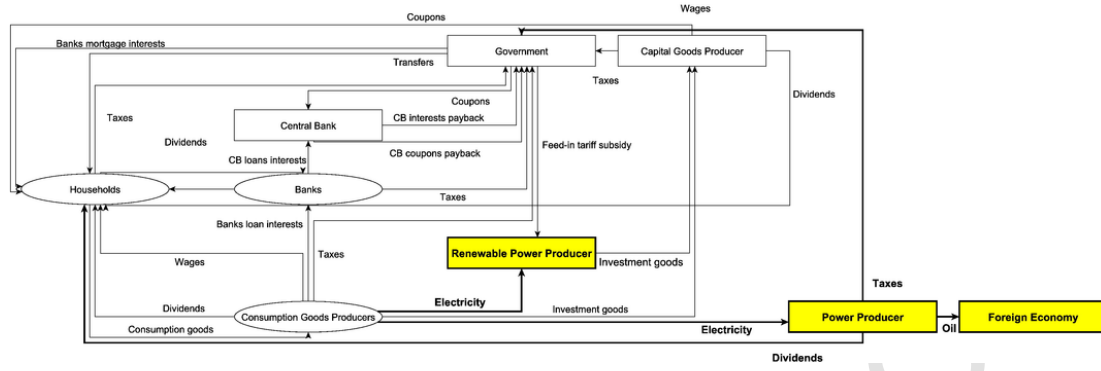 Wages
Coupons
Banks mortgage interests
Government
Capital Goods Producer
Transfers
Taxes
Dividends
Coupons
Taxes
CB interests payback
Central Bank
Dividends
Feed-in tariff subsidy
CB coupons payback
CB loans interests
Households
Banks
Taxes
Banks loan interests
Renewable Power Producer
Taxes
Wages
Investment goods
Taxes
Electricity
Dividends
Consumption Goods Producers
Investment goods
Power Producer
Foreign Economy
Consumption goods
Electricity
Oil
Dividends